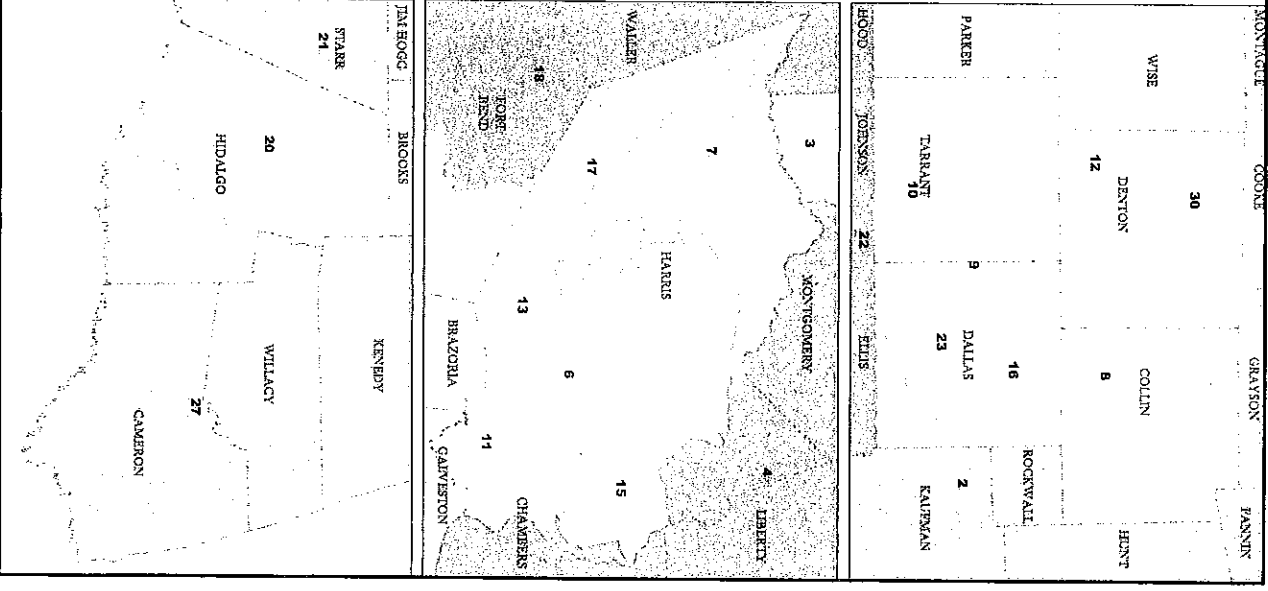 MONTAGUE COOKE GRAYSON FANNIN
30
WISE DENTON COLLIN HUNT
12 8
ROCKWALL
16
PARKER 9 DALLAS 2
23
TARRANT KAUFMAN
10
HOOD JOHNSON 22 ELLIS
3 MONTGOMERY
4 LIBERTY
7
HARRIS
WALLER 15
17 6
18
13 CHAMBERS
FORT
BEND
11
BRAZORIA GALVESTON
JIM HOGG BROOKS KENEDY
STARR
21
20 WILLACY
HIDALGO
27
CAMERON